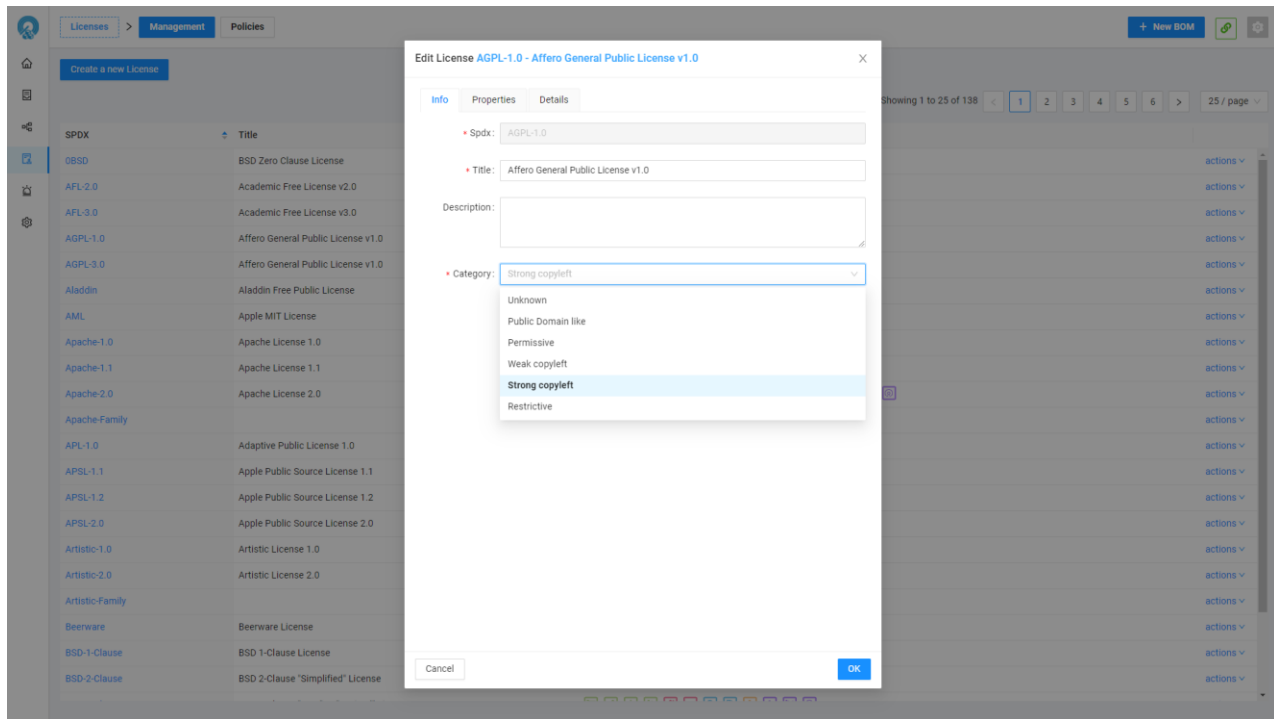 Licenses > Management Policies + New BOM
Create a new License
Showing 1 to 25 of 138 < 1 2 3 4 5 6 > 25 / page
SPDX Title
0BSD BSD Zero Clause License actions
AFL-2.0 Academic Free License v2.0 actions
AFL-3.0 Academic Free License v3.0 actions
AGPL-1.0 Affero General Public License v1.0 actions
AGPL-3.0 Affero General Public License v1.0 actions
Aladdin Aladdin Free Public License actions
AML Apple MIT License actions
Apache-1.0 Apache License 1.0 actions
Apache-1.1 Apache License 1.1 actions
Apache-2.0 Apache License 2.0 actions
Apache-Family actions
APL-1.0 Adaptive Public License 1.0 actions
APSL-1.1 Apple Public Source License 1.1 actions
APSL-1.2 Apple Public Source License 1.2 actions
APSL-2.0 Apple Public Source License 2.0 actions
Artistic-1.0 Artistic License 1.0 actions
Artistic-2.0 Artistic License 2.0 actions
Artistic-Family actions
Beerware Beerware License actions
BSD-1-Clause BSD 1-Clause License actions
BSD-2-Clause BSD 2-Clause "Simplified" License actions
Edit License AGPL-1.0 - Affero General Public License v1.0
Info Properties Details
* Spdx: AGPL-1.0
* Title: Affero General Public License v1.0
Description:
* Category: Strong copyleft
Unknown
Public Domain like
Permissive
Weak copyleft
Strong copyleft
Restrictive
Cancel OK